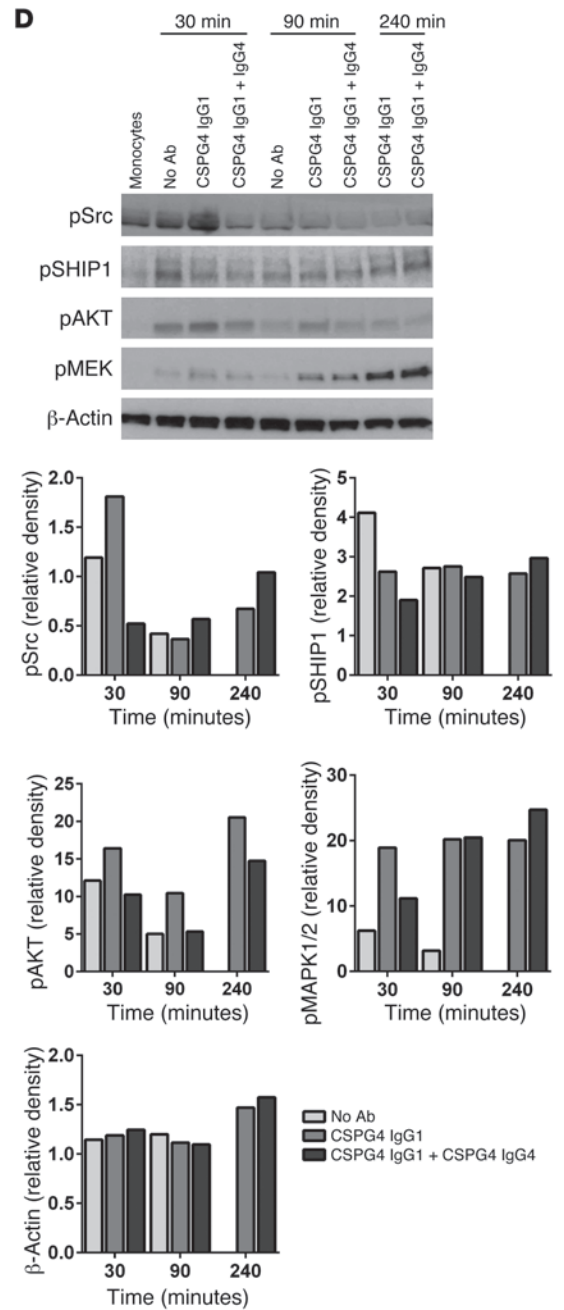 D
30 min 90 min 240 min
Monocytes
No Ab
CSPG4 IgG1
CSPG4 IgG1 + IgG4
No Ab
CSPG4 IgG1
CSPG4 IgG1 + IgG4
CSPG4 IgG1
CSPG4 IgG1 + IgG4
pSrc
pSHIP1
pAKT
pMEK
β-Actin
pSrc (relative density)
2.0
1.5
1.0
0.5
0.0
30 90 240
Time (minutes)
pSHIP1 (relative density)
5
4
3
2
1
0
30 90 240
Time (minutes)
pAKT (relative density)
25
20
15
10
5
0
30 90 240
Time (minutes)
pMAPK1/2 (relative density)
30
20
10
0
30 90 240
Time (minutes)
β-Actin (relative density)
2.0
1.5
1.0
0.5
0.0
30 90 240
Time (minutes)
No Ab
CSPG4 IgG1
CSPG4 IgG1 + CSPG4 IgG4